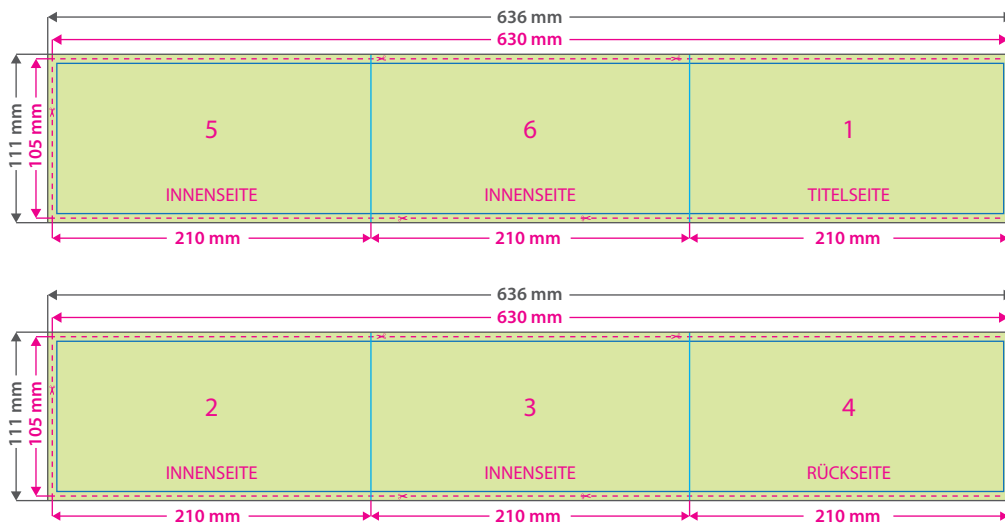 636 mm
630 mm
111 mm
105 mm
5
6
1
INNENSEITE
INNENSEITE
TITELSEITE
210 mm
210 mm
210 mm
636 mm
630 mm
111 mm
105 mm
2
3
4
INNENSEITE
INNENSEITE
RÜCKSEITE
210 mm
210 mm
210 mm